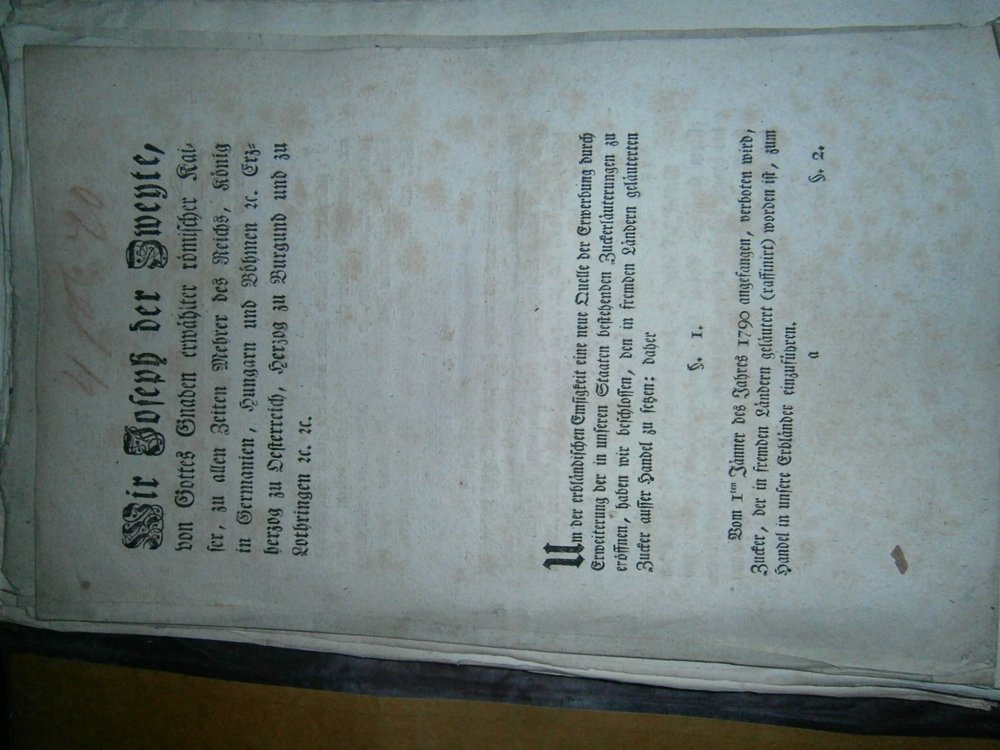 Wir Joseph der Zweyte,
von Gottes Gnaden erwählter römischer Kai-
ser, zu allen Zeiten Mehrer des Reichs, König
in Germanien, Hungarn und Böhmen ꝛc. Erz-
herzog zu Oesterreich, Herzog zu Burgund und zu
Lothringen ꝛc. ꝛc.
Um der erbländischen Emsigkeit eine neue Quelle der Erwerbung durch
Erweiterung der in unseren Staaten bestehenden Zuckerläuterungen zu
eröffnen, haben wir beschlossen, den in fremden Ländern geläuterten
Zucker ausser Handel zu setzen: daher
§. 1.
Vom 1ten Jänner des Jahres 1790 angefangen, verboten wird,
Zucker, der in fremden Ländern geläutert (raffinirt) worden ist, zum
Handel in unsere Erbländer einzuführen.
a
§. 2.